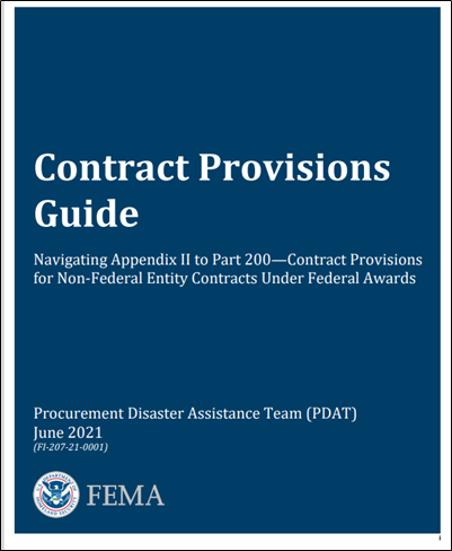 Contract Provisions
Guide
Navigating Appendix II to Part 200—Contract Provisions
for Non-Federal Entity Contracts Under Federal Awards
Procurement Disaster Assistance Team (PDAT)
June 2021
(FI-207-21-0001)
FEMA
i